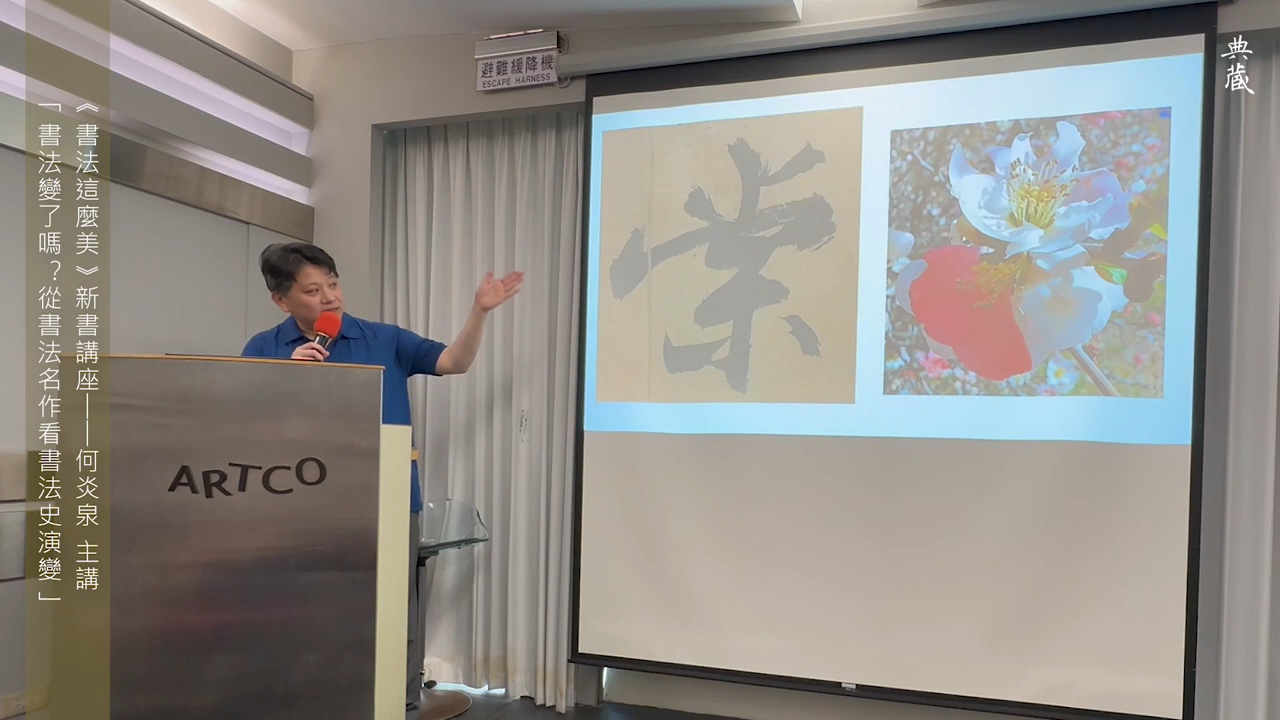 《書法這麼美》新書講座——何炎泉 主講
「書法變了嗎？從書法名作看書法史演變」
避難緩降機
ESCAPE HARNESS
ARTCO
典藏